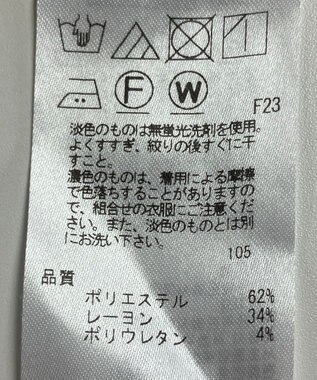 F
W
F23
淡色のものは無蛍光洗剤を使用。
よくすすぎ、絞りの後すぐに干
すこと。
濃色のものは、着用による摩擦
で色落ちすることがありますの
で、組合せの衣服にご注意くだ
さい。また、淡色のものとは別
にお洗い下さい。
105
品質
ポリエステル 62%
レーヨン 34%
ポリウレタン 4%